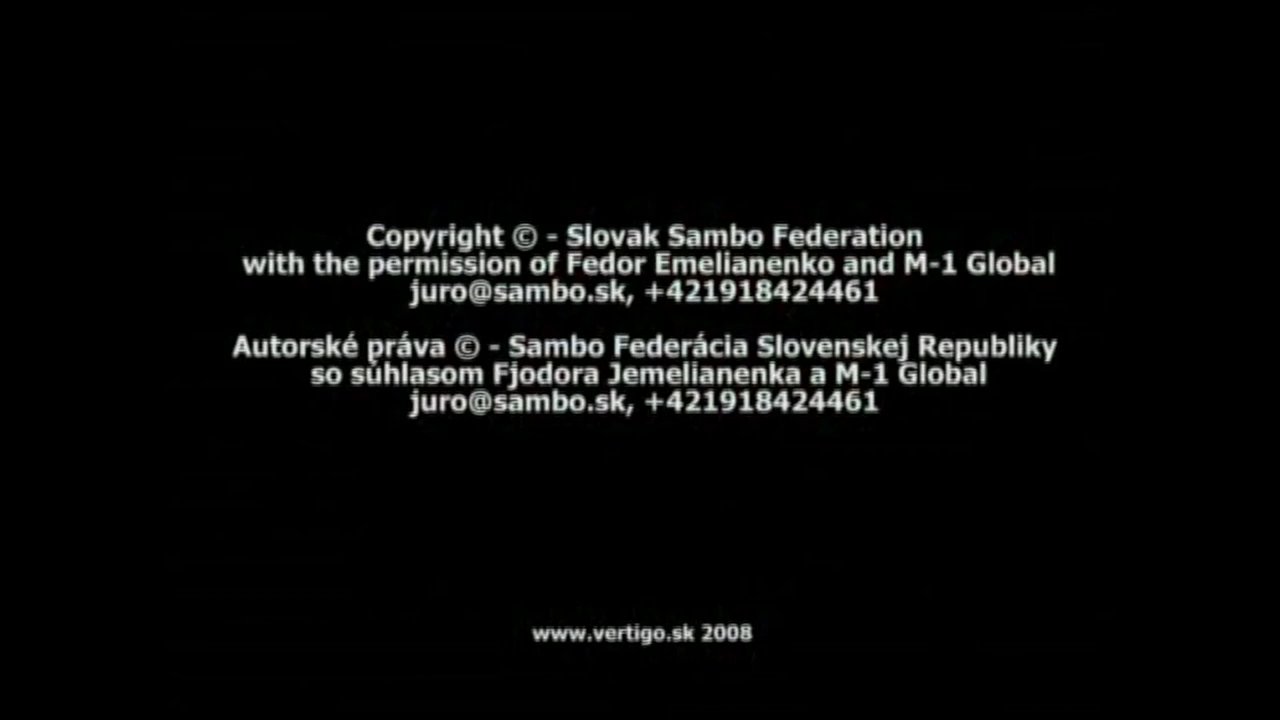 Copyright © - Slovak Sambo Federation
with the permission of Fedor Emelianenko and M-1 Global
juro@sambo.sk, +421918424461
Autorské práva © - Sambo Federácia Slovenskej Republiky
so súhlasom Fjodora Jemelianenka a M-1 Global
juro@sambo.sk, +421918424461
www.vertigo.sk 2008